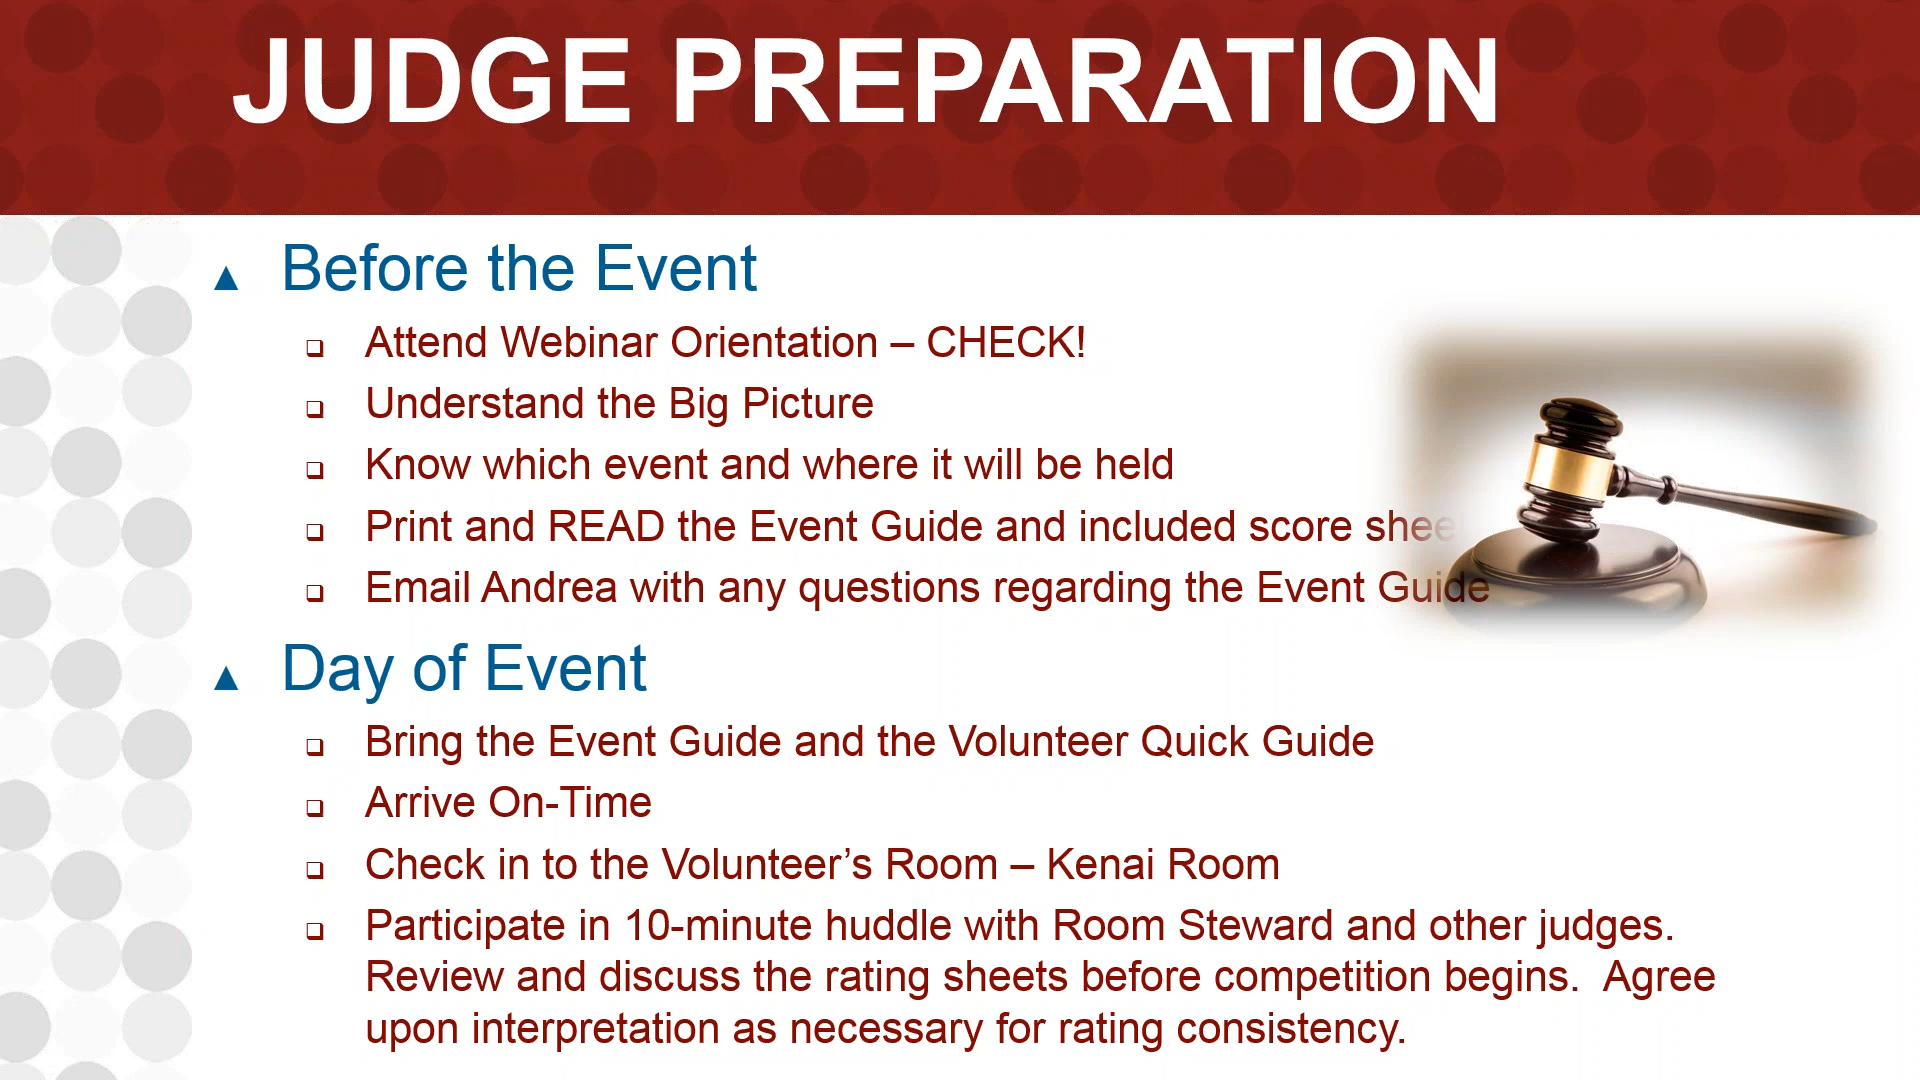 JUDGE PREPARATION
▲ Before the Event
❑ Attend Webinar Orientation – CHECK!
❑ Understand the Big Picture
❑ Know which event and where it will be held
❑ Print and READ the Event Guide and included score
❑ Email Andrea with any questions regarding the Event Guide
▲ Day of Event
❑ Bring the Event Guide and the Volunteer Quick Guide
❑ Arrive On-Time
❑ Check in to the Volunteer’s Room – Kenai Room
❑ Participate in 10-minute huddle with Room Steward and other judges.
Review and discuss the rating sheets before competition begins.  Agree
upon interpretation as necessary for rating consistency.